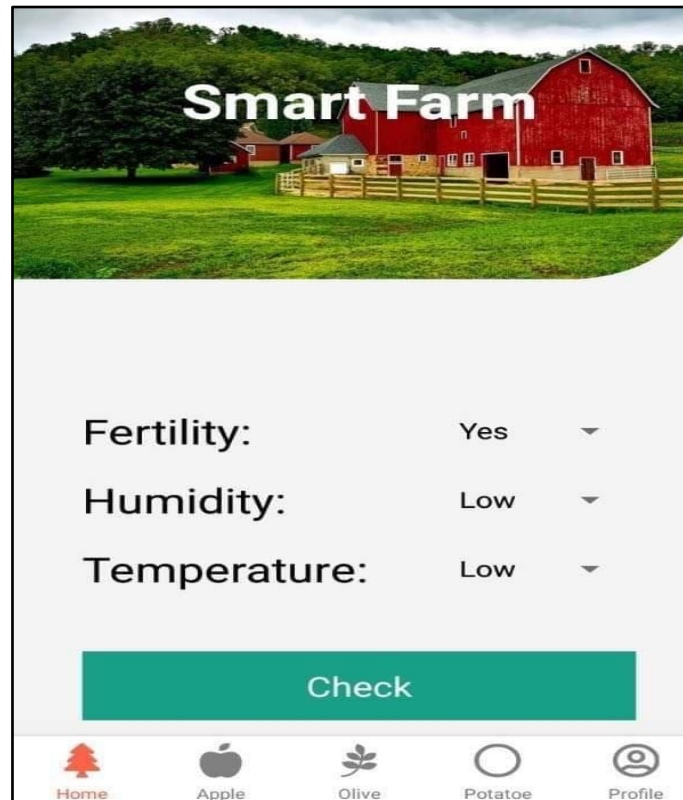 Smart Farm
Fertility: Yes
Humidity: Low
Temperature: Low
Check
Home Apple Olive Potatoe Profile